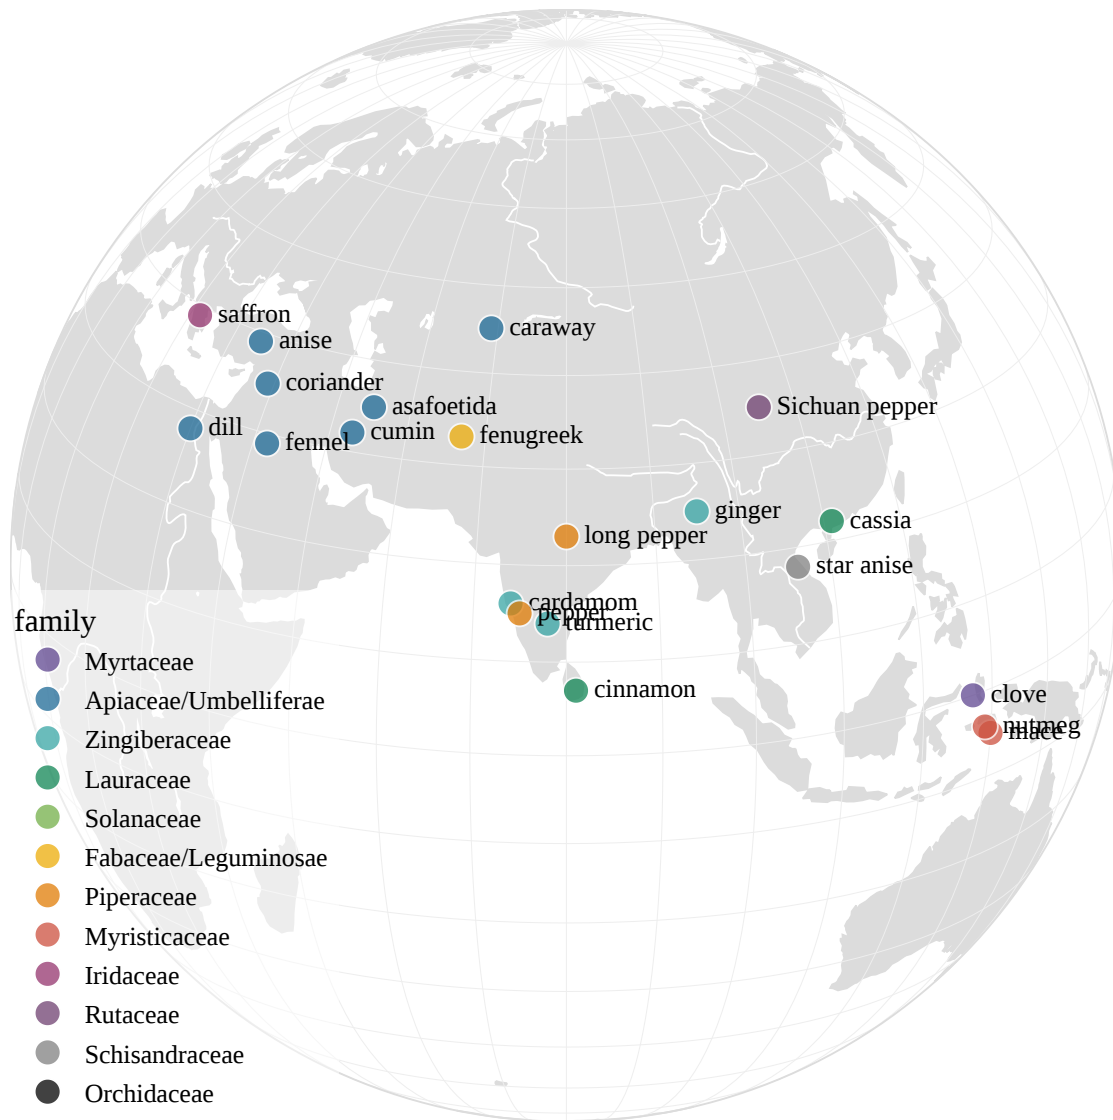 saffron
caraway
anise
coriander
asafoetida
Sichuan pepper
dill
cumin
fenugreek
fennel
ginger
cassia
long pepper
star anise
cardamom
pepper
turmeric
cinnamon
clove
nutmeg
mace
family
Myrtaceae
Apiaceae/Umbelliferae
Zingiberaceae
Lauraceae
Solanaceae
Fabaceae/Leguminosae
Piperaceae
Myristicaceae
Iridaceae
Rutaceae
Schisandraceae
Orchidaceae